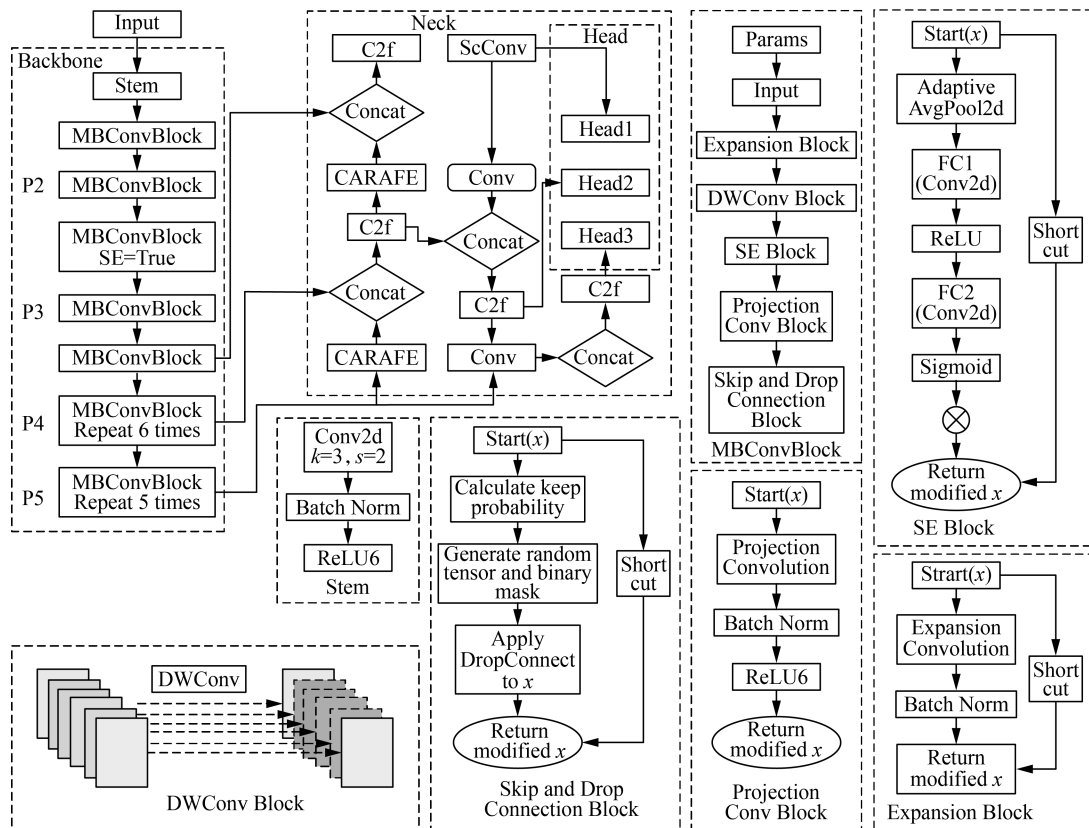 Input
Backbone
Stem
MBConvBlock
P2
MBConvBlock
MBConvBlock
SE=True
P3
MBConvBlock
MBConvBlock
P4
MBConvBlock
Repeat 6 times
P5
MBConvBlock
Repeat 5 times
Neck
C2f
Concat
CARAFE
C2f
Concat
CARAFE
ScConv
Conv
Concat
C2f
Conv
Concat
C2f
Head
Head1
Head2
Head3
Conv2d
k=3, s=2
Batch Norm
ReLU6
Stem
DWConv
DWConv Block
Start(x)
Calculate keep
probability
Generate random
tensor and binary
mask
Apply
DropConnect
to x
Return
modified x
Short
cut
Skip and Drop
Connection Block
Params
Input
Expansion Block
DWConv Block
SE Block
Projection
Conv Block
Skip and Drop
Connection
Block
MBConvBlock
Start(x)
Projection
Convolution
Batch Norm
ReLU6
Return
modified x
Projection
Conv Block
Start(x)
Adaptive
AvgPool2d
FC1
(Conv2d)
ReLU
FC2
(Conv2d)
Sigmoid
Return
modified x
Short
cut
SE Block
Strart(x)
Expansion
Convolution
Batch Norm
Return
modified x
Short
cut
Expansion Block